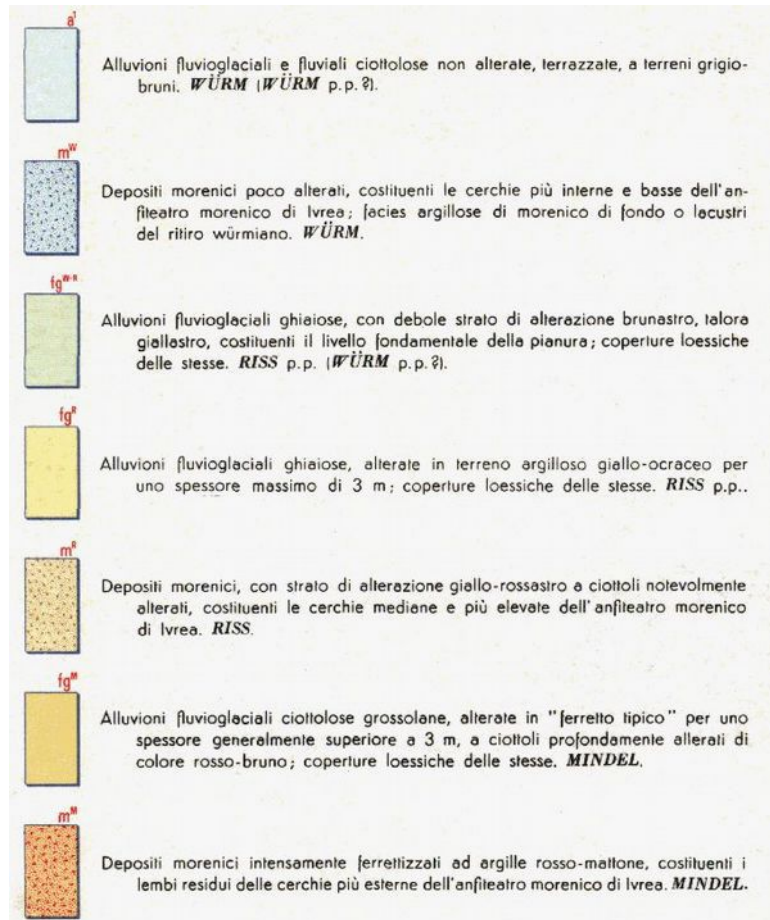 a¹
Alluvioni fluvioglaciali e fluviali ciottolose non alterate, terrazzate, a terreni grigio-
bruni. WÜRM (WÜRM p.p.?).
mᵂ
Depositi morenici poco alterati, costituenti le cerchie più interne e basse dell'an-
fiteatro morenico di Ivrea; facies argillose di morenico di fondo o lacustri
del ritiro würmiano. WÜRM.
fgᵂ⁻ᴿ
Alluvioni fluvioglaciali ghiaiose, con debole strato di alterazione brunastro, talora
giallastro, costituenti il livello fondamentale della pianura; coperture loessiche
delle stesse. RISS p.p. (WÜRM p.p.?).
fgᴿ
Alluvioni fluvioglaciali ghiaiose, alterate in terreno argilloso giallo-ocraceo per
uno spessore massimo di 3 m; coperture loessiche delle stesse. RISS p.p..
mᴿ
Depositi morenici, con strato di alterazione giallo-rossastro a ciottoli notevolmente
alterati, costituenti le cerchie mediane e più elevate dell'anfiteatro morenico
di Ivrea. RISS.
fgᴹ
Alluvioni fluvioglaciali ciottolose grossolane, alterate in "ferretto tipico" per uno
spessore generalmente superiore a 3 m, a ciottoli profondamente alterati di
colore rosso-bruno; coperture loessiche delle stesse. MINDEL.
mᴹ
Depositi morenici intensamente ferrettizzati ad argille rosso-mattone, costituenti i
lembi residui delle cerchie più esterne dell'anfiteatro morenico di Ivrea. MINDEL.